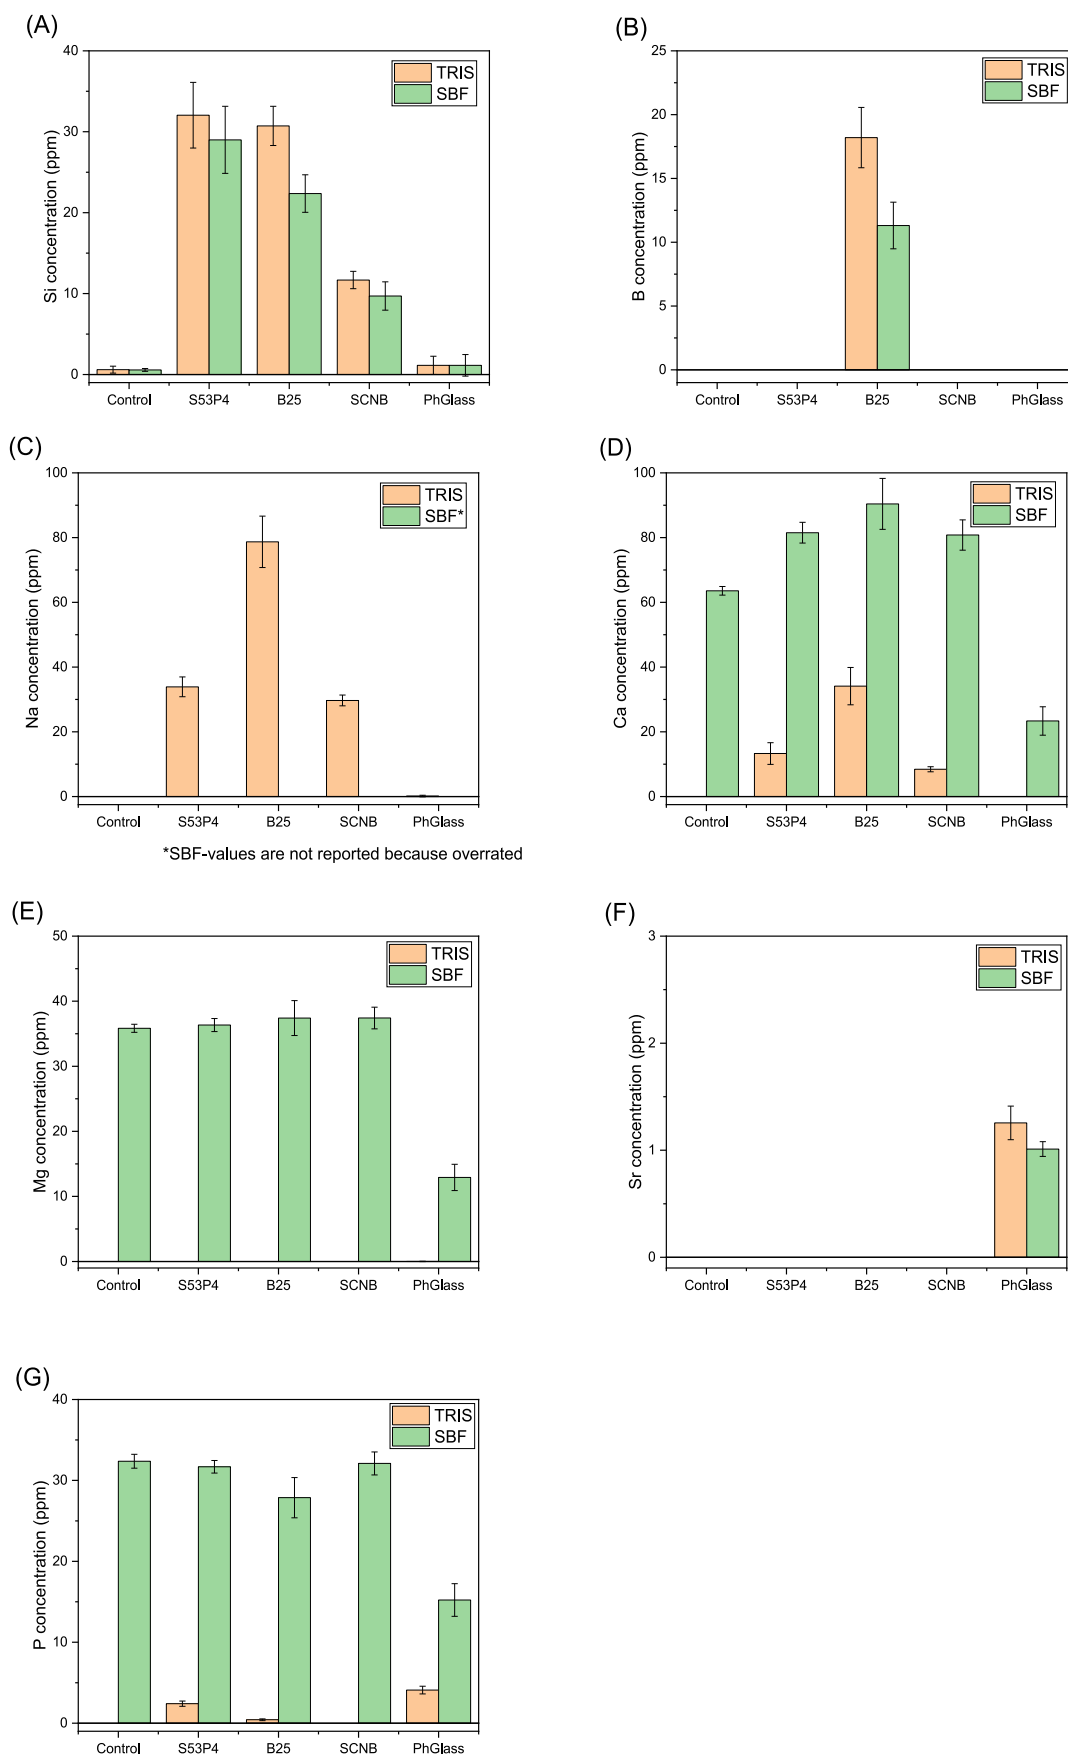 (A)
40
30
20
10
0
Si concentration (ppm)
TRIS
SBF
Control S53P4 B25 SCNB PhGlass
(B)
25
20
15
10
5
0
B concentration (ppm)
TRIS
SBF
Control S53P4 B25 SCNB PhGlass
(C)
100
80
60
40
20
0
Na concentration (ppm)
TRIS
SBF*
Control S53P4 B25 SCNB PhGlass
*SBF-values are not reported because overrated
(D)
100
80
60
40
20
0
Ca concentration (ppm)
TRIS
SBF
Control S53P4 B25 SCNB PhGlass
(E)
50
40
30
20
10
0
Mg concentration (ppm)
TRIS
SBF
Control S53P4 B25 SCNB PhGlass
(F)
3
2
1
0
Sr concentration (ppm)
TRIS
SBF
Control S53P4 B25 SCNB PhGlass
(G)
40
30
20
10
0
P concentration (ppm)
TRIS
SBF
Control S53P4 B25 SCNB PhGlass